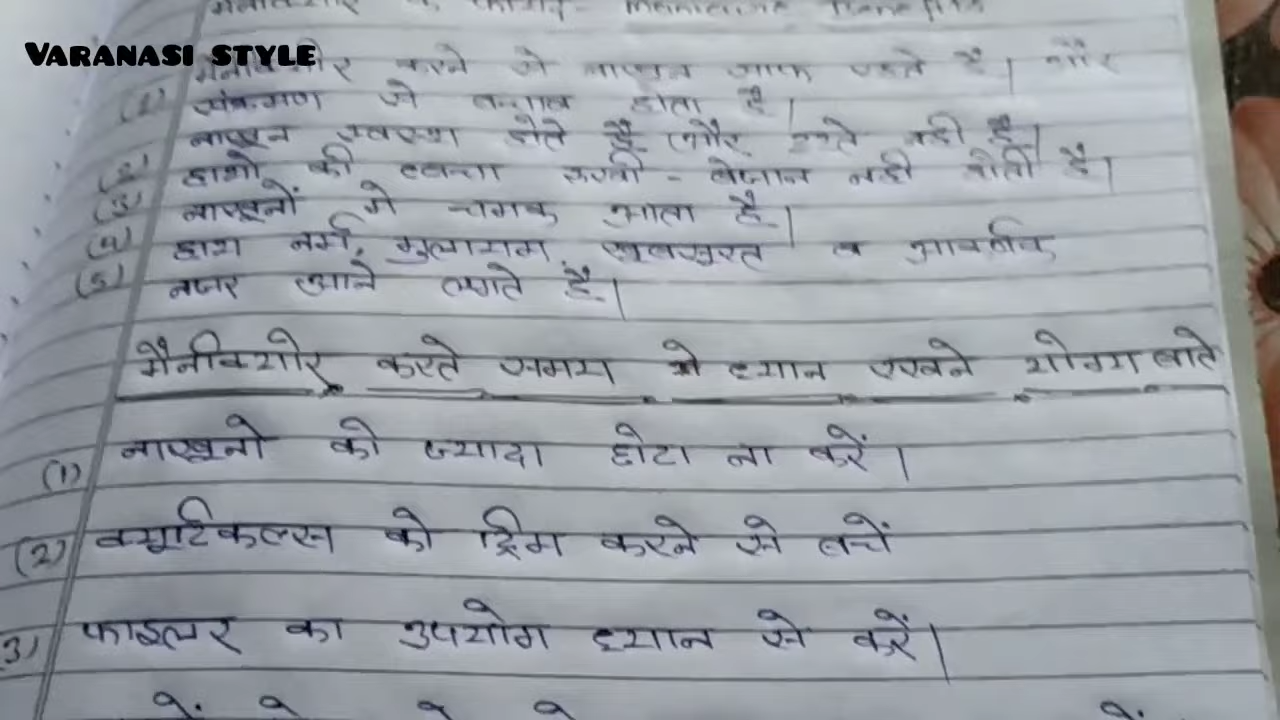 VARANASI STYLE
मैनीक्योर के फायदे-
मैनीक्योर करने से नाखून साफ रहते है। और
(1) संक्रमण से बचाव होता है।
नाखून स्वस्थ होते है और टूटते नही है।
(2) हाथो की त्वचा रूखी - बेजान नही होती है।
(3) नाखूनों मे चमक आता है।
(4) हाथ नर्म, मुलायम, खूबसूरत व आकर्षक
(5) नजर आने लगते है।
मैनीक्योर करते समय से ध्यान रखने योग्य बाते
(1) नाखूनो को ज्यादा छोटा ना करें।
(2) क्यूटिकल्स को ट्रिम करने से बचें
(3) फाइलर का उपयोग ध्यान से करें।